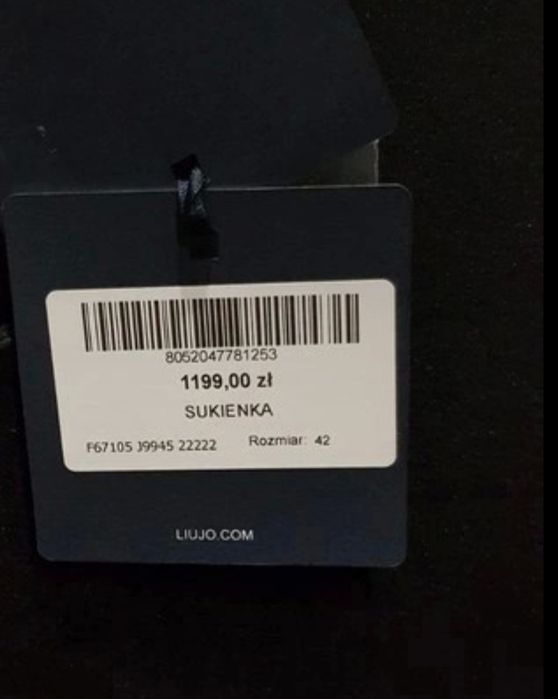 8052047781253
1199,00 zł
SUKIENKA
F67105 J9945 22222 Rozmiar: 42
LIUJO.COM